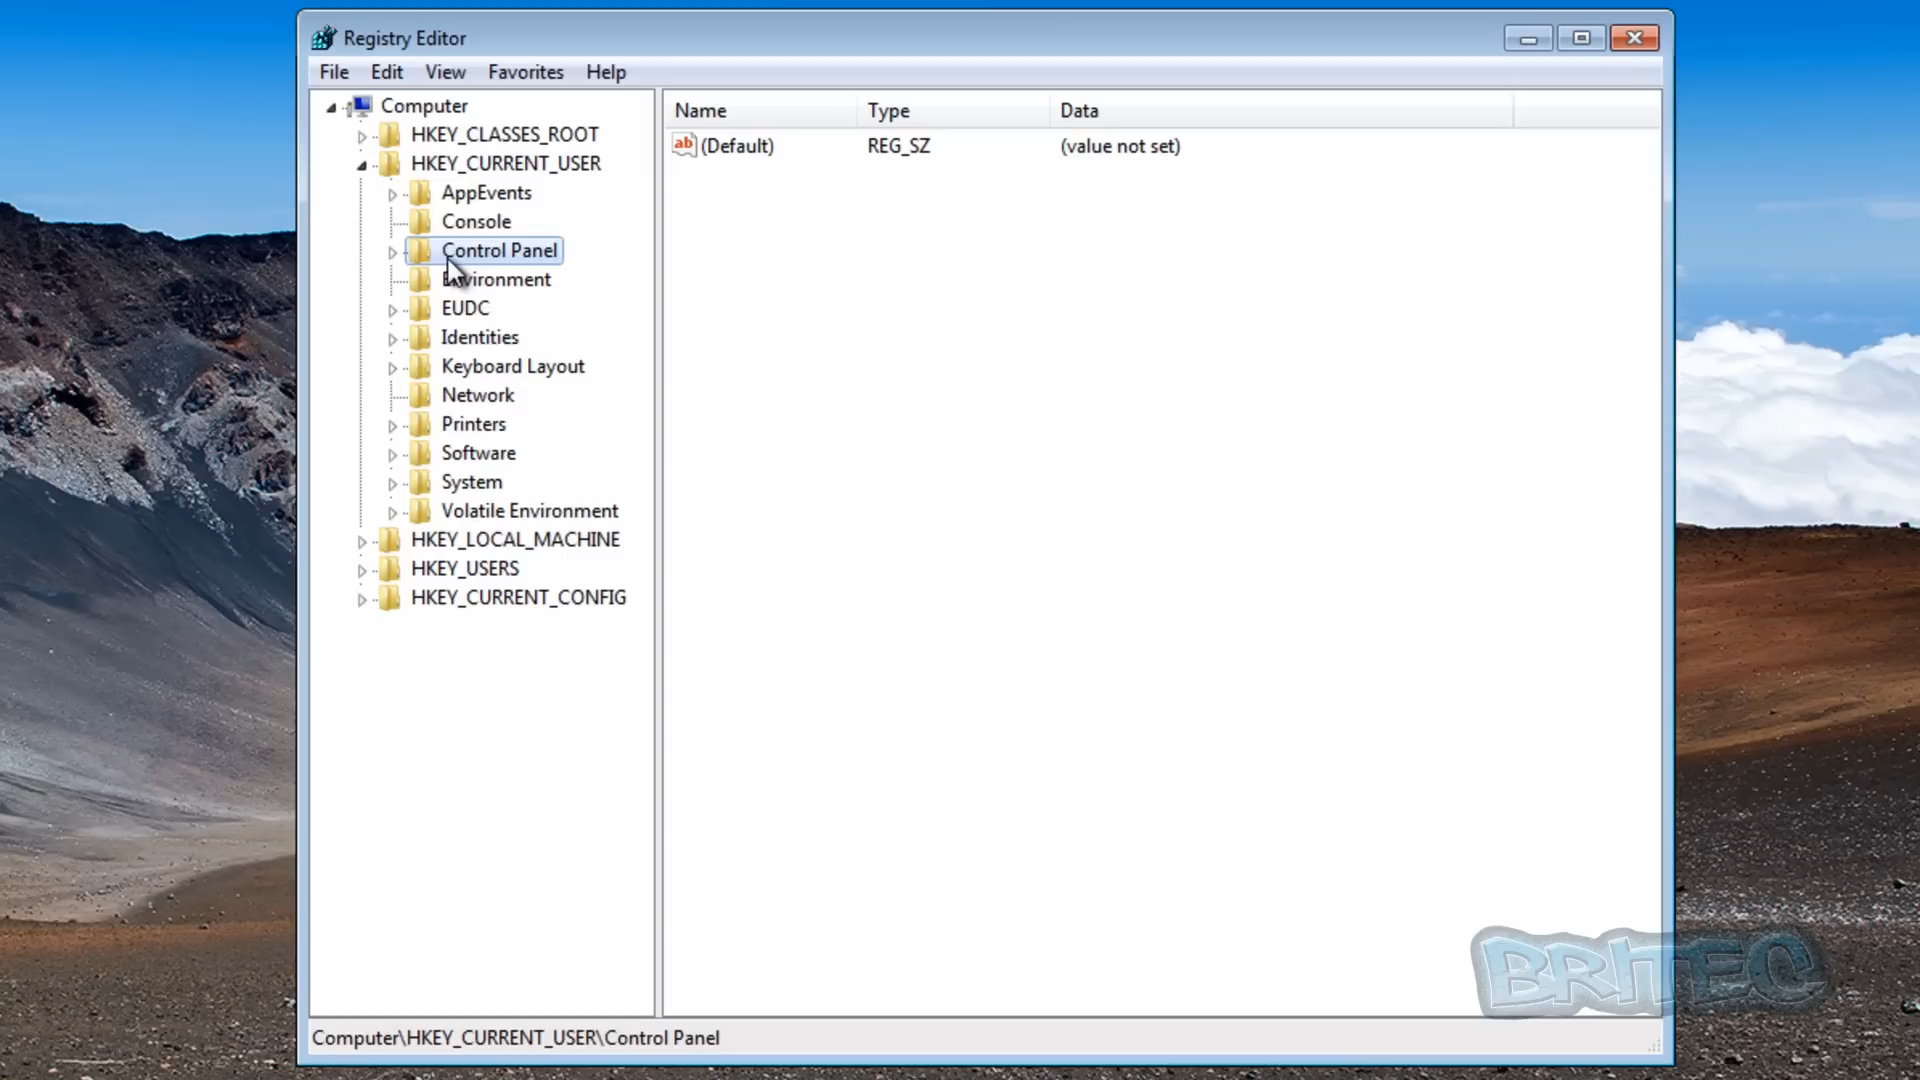 Registry Editor
File Edit View Favorites Help
Computer
HKEY_CLASSES_ROOT
HKEY_CURRENT_USER
AppEvents
Console
Control Panel
Environment
EUDC
Identities
Keyboard Layout
Network
Printers
Software
System
Volatile Environment
HKEY_LOCAL_MACHINE
HKEY_USERS
HKEY_CURRENT_CONFIG
Name Type Data
ab (Default) REG_SZ (value not set)
BRITEC
Computer\HKEY_CURRENT_USER\Control Panel